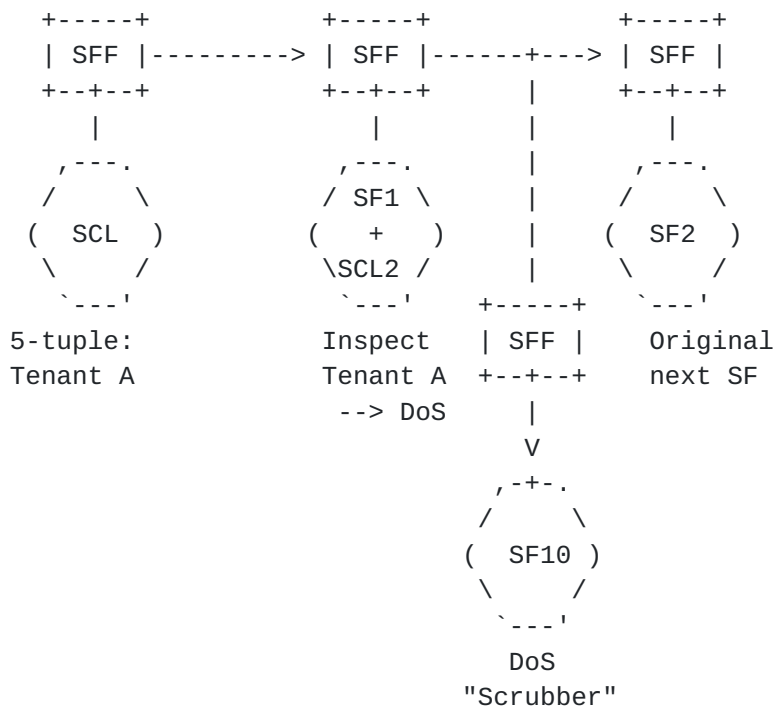 +-----+           +-----+            +-----+
  | SFF |---------> | SFF |------+---> | SFF |
  +--+--+           +--+--+      |     +--+--+
     |                 |         |        |
   ,---.             ,---.       |      ,---.
  /     \           / SF1 \      |     /     \
 (  SCL  )         (   +   )     |    (  SF2  )
  \     /           \SCL2 /      |     \     /
   `---'             `---'    +-----+   `---'
5-tuple:            Inspect   | SFF |    Original
Tenant A            Tenant A  +--+--+    next SF
                     --> DoS     |
                                 V
                               ,-+-.
                              /     \
                             (  SF10 )
                              \     /
                               `---'
                                DoS
                             "Scrubber"